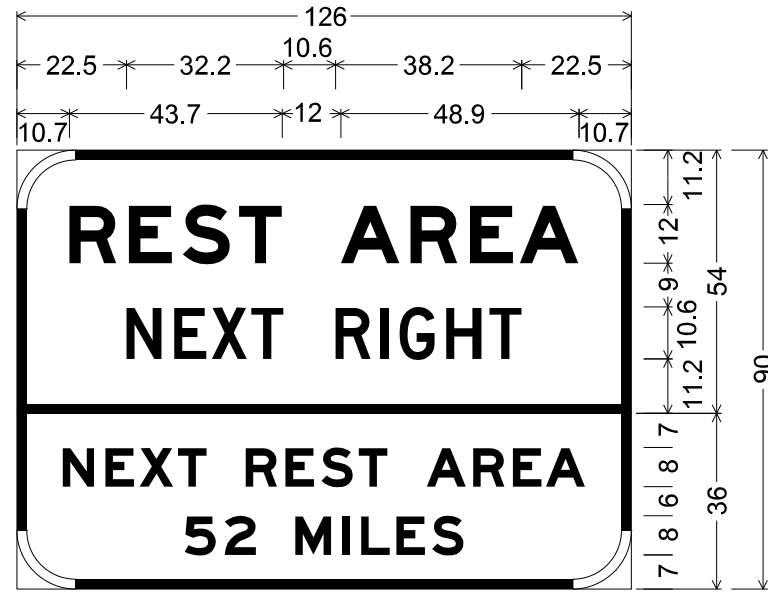 126
22.5 32.2 10.6 38.2 22.5
10.7 43.7 12 48.9 10.7
REST AREA
NEXT RIGHT
NEXT REST AREA
52 MILES
11.2
12
9
10.6
11.2
54
7
8
6
8
7
36
90